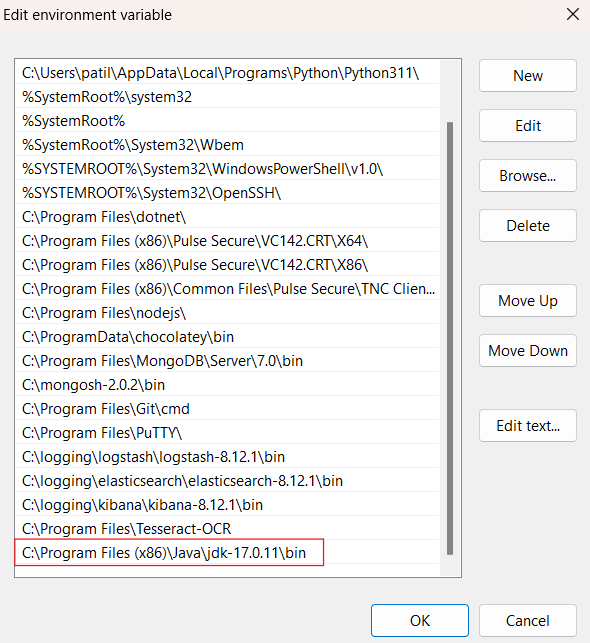 Edit environment variable
C:\Users\patil\AppData\Local\Programs\Python\Python311\
%SystemRoot%\system32
%SystemRoot%
%SystemRoot%\System32\Wbem
%SYSTEMROOT%\System32\WindowsPowerShell\v1.0\
%SYSTEMROOT%\System32\OpenSSH\
C:\Program Files\dotnet\
C:\Program Files (x86)\Pulse Secure\VC142.CRT\X64\
C:\Program Files (x86)\Pulse Secure\VC142.CRT\X86\
C:\Program Files (x86)\Common Files\Pulse Secure\TNC Clien...
C:\Program Files\nodejs\
C:\ProgramData\chocolatey\bin
C:\Program Files\MongoDB\Server\7.0\bin
C:\mongosh-2.0.2\bin
C:\Program Files\Git\cmd
C:\Program Files\PuTTY\
C:\logging\logstash\logstash-8.12.1\bin
C:\logging\elasticsearch\elasticsearch-8.12.1\bin
C:\logging\kibana\kibana-8.12.1\bin
C:\Program Files\Tesseract-OCR
C:\Program Files (x86)\Java\jdk-17.0.11\bin
New
Edit
Browse...
Delete
Move Up
Move Down
Edit text...
OK
Cancel